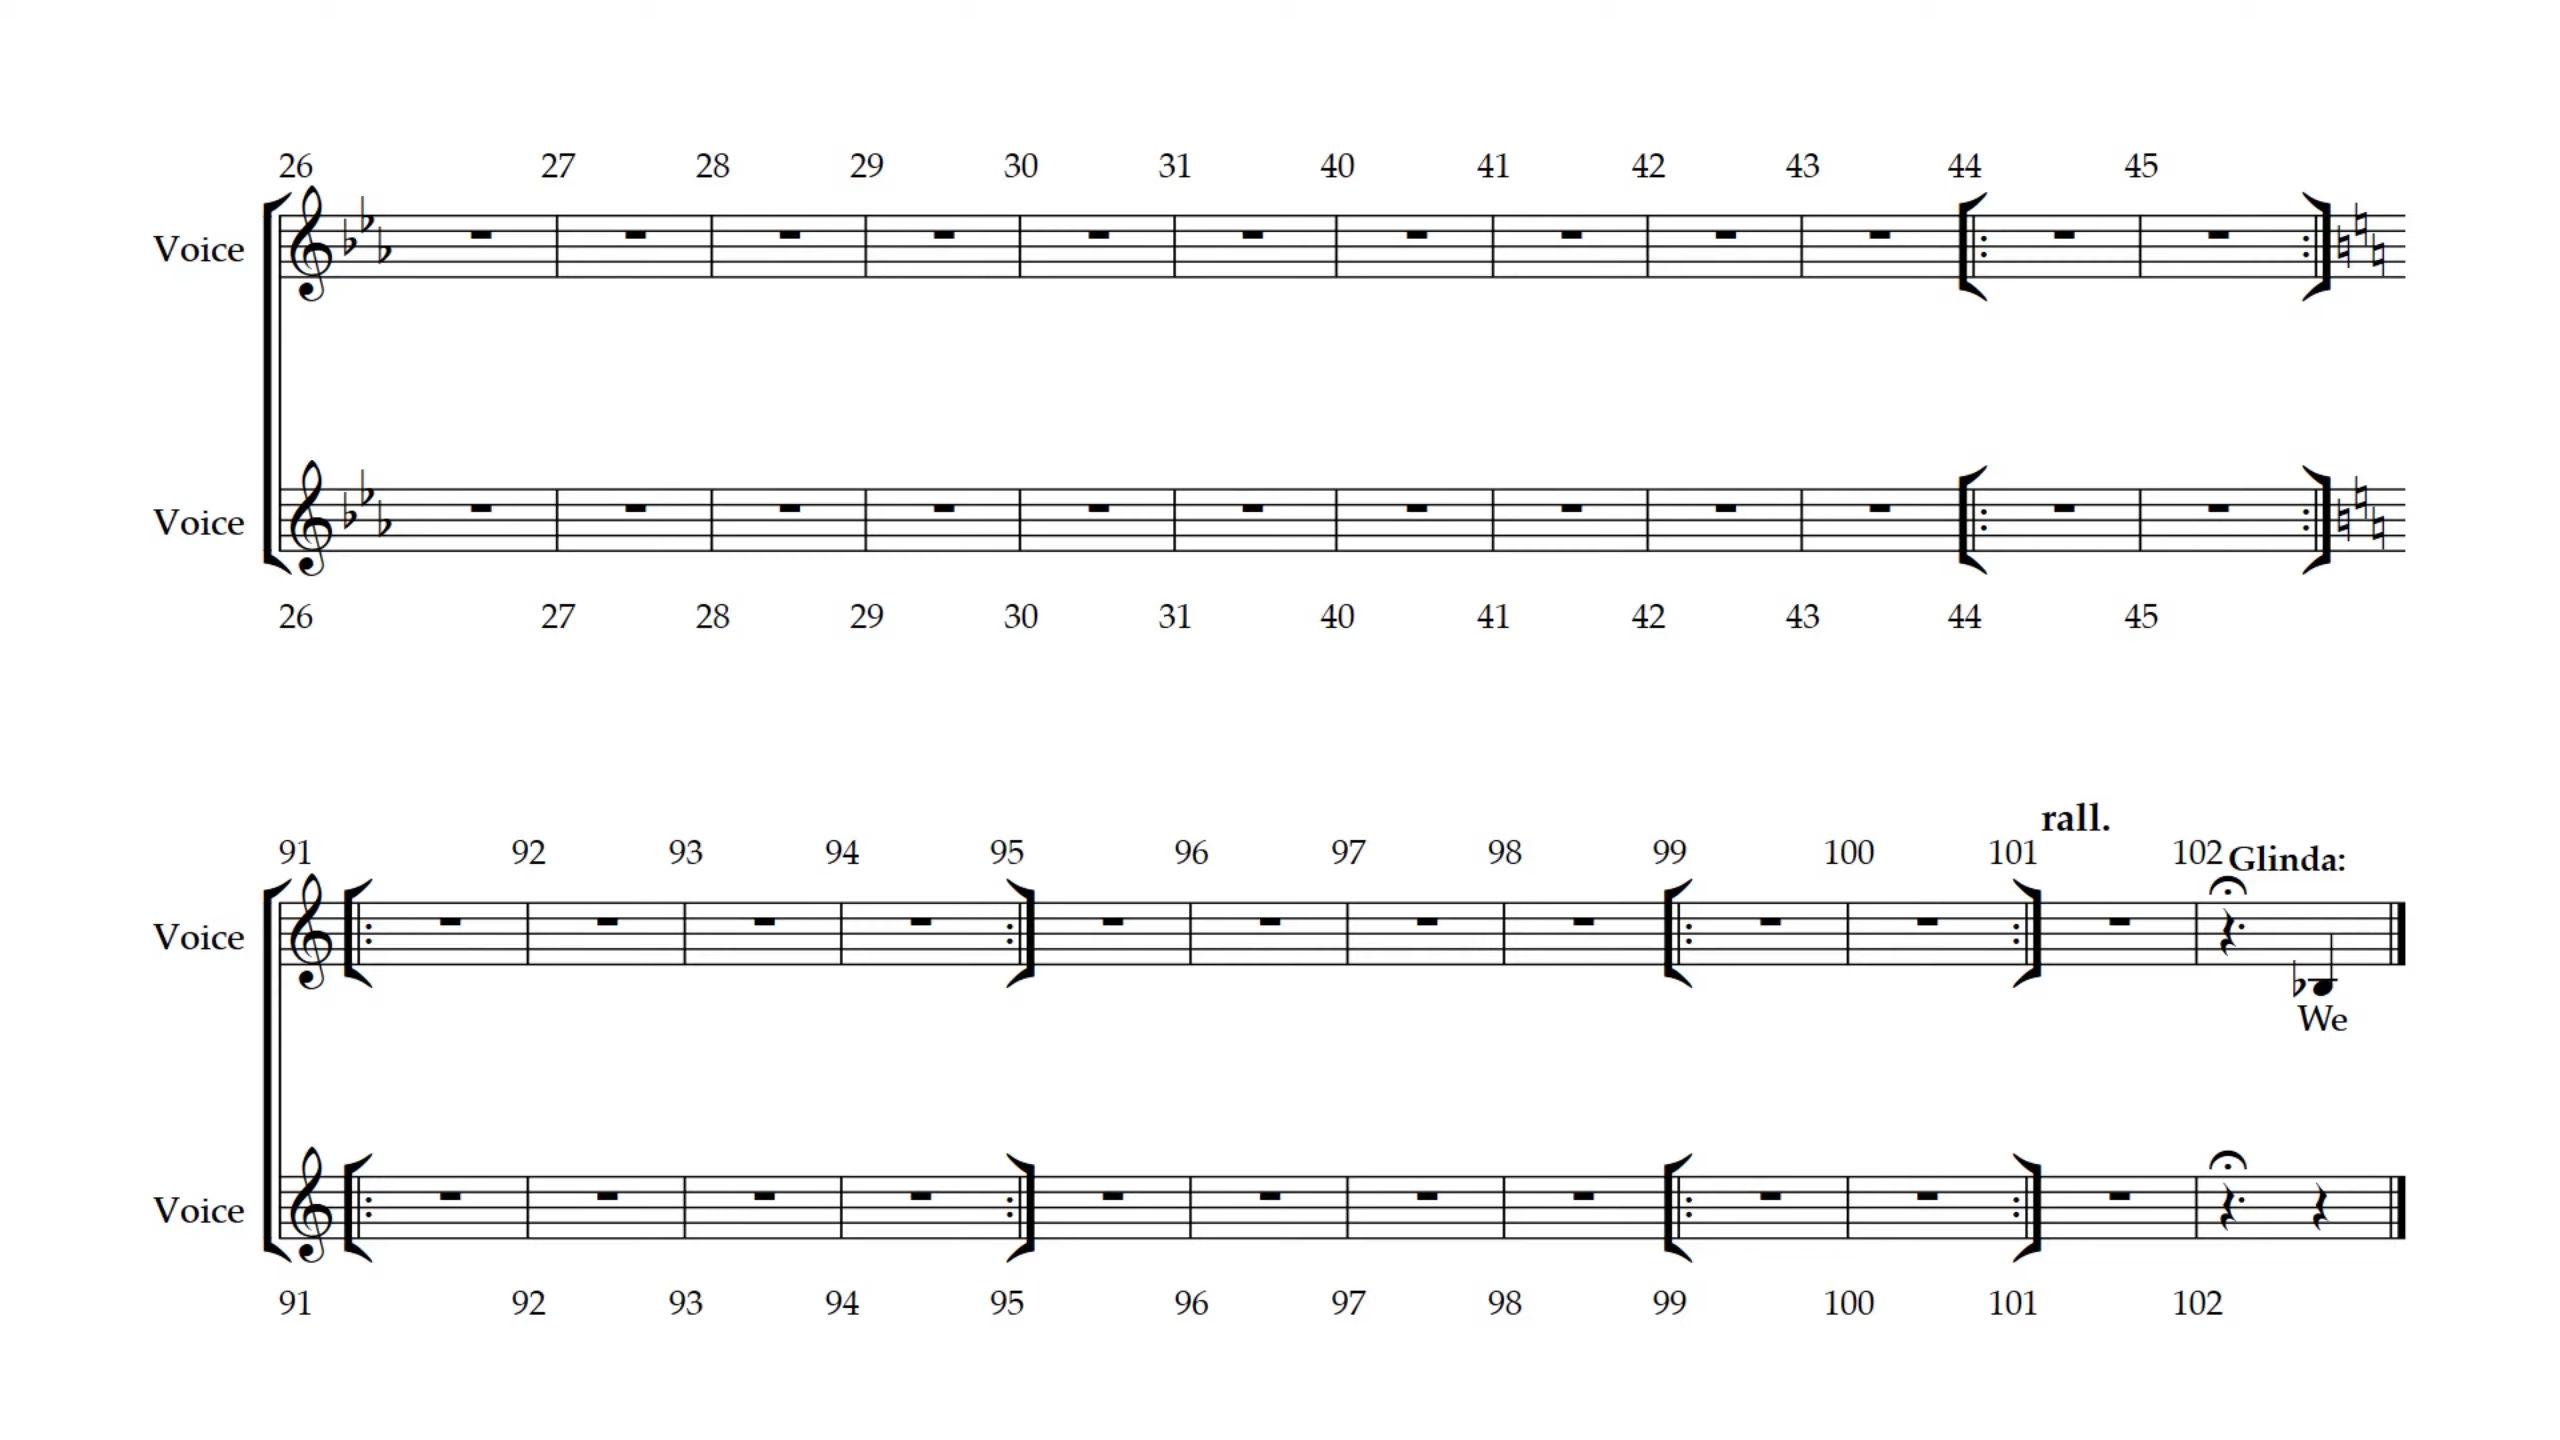 26 27 28 29 30 31 40 41 42 43 44 45
Voice
Voice
26 27 28 29 30 31 40 41 42 43 44 45
rall.
91 92 93 94 95 96 97 98 99 100 101 102 Glinda:
Voice
We
Voice
91 92 93 94 95 96 97 98 99 100 101 102